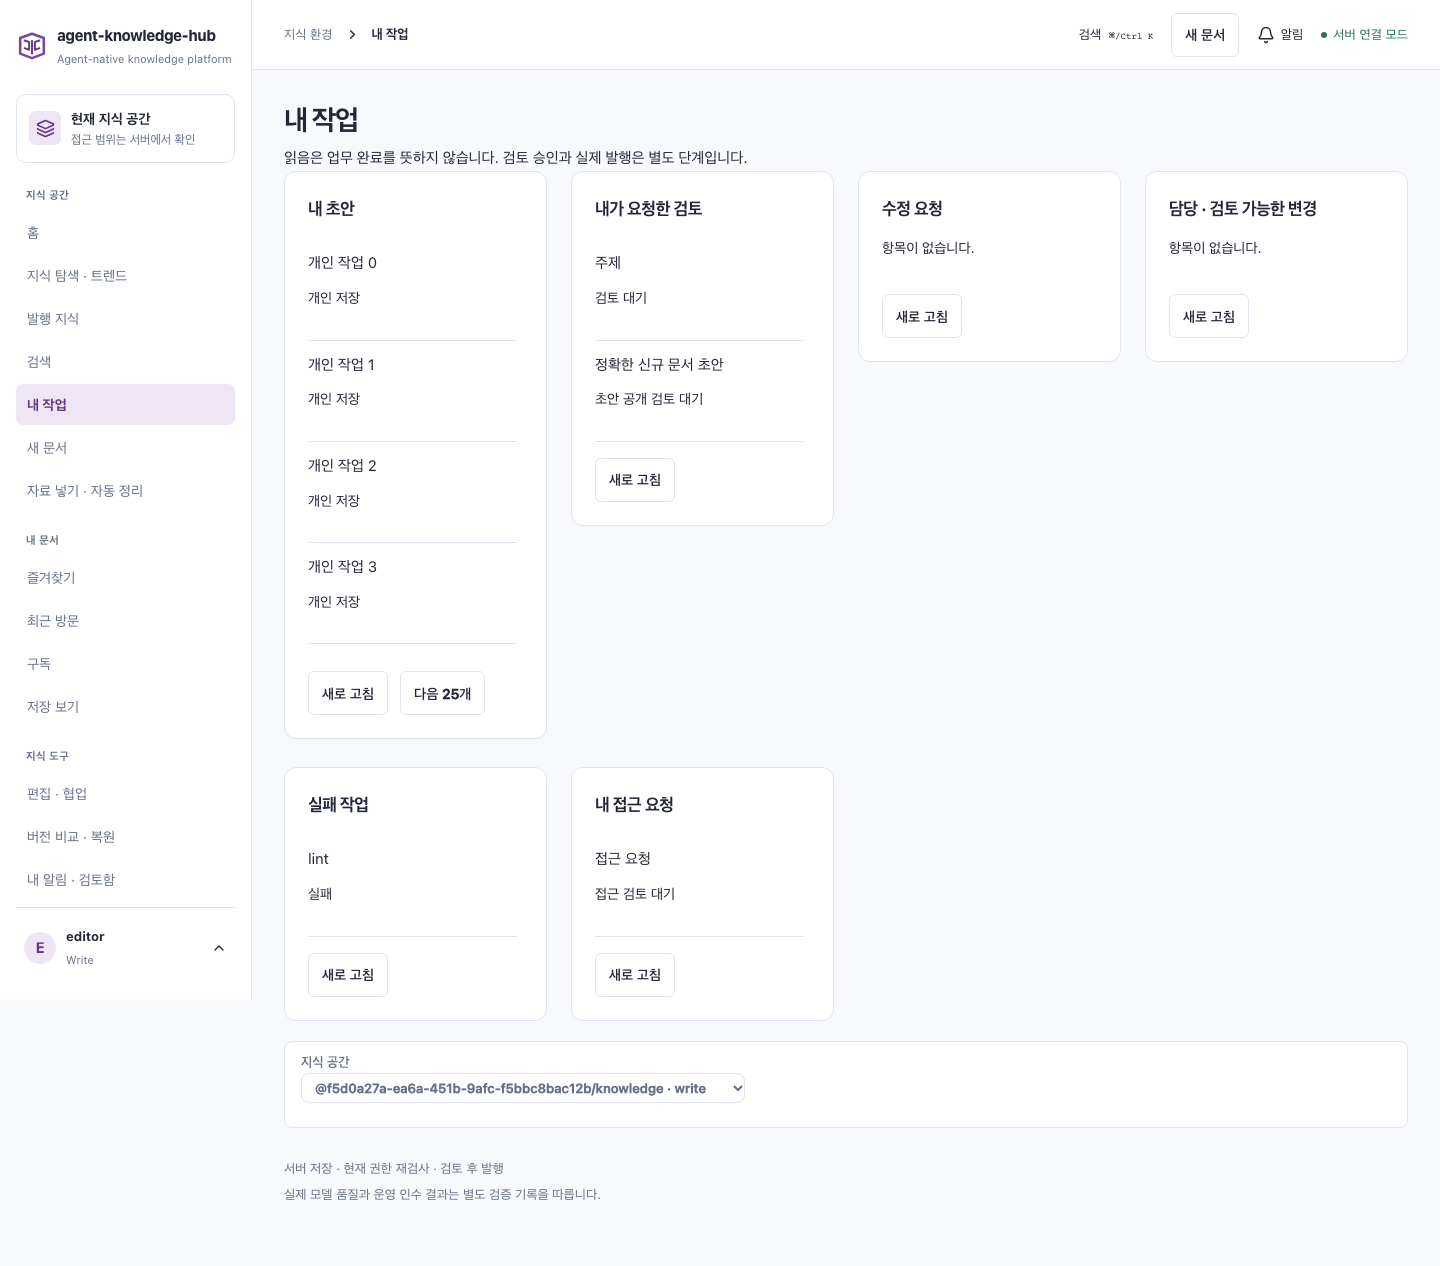 agent-knowledge-hub
Agent-native knowledge platform
현재 지식 공간
접근 범위는 서버에서 확인
지식 공간
홈
지식 탐색 · 트렌드
발행 지식
검색
내 작업
새 문서
자료 넣기 · 자동 정리
내 문서
즐겨찾기
최근 방문
구독
저장 보기
지식 도구
편집 · 협업
버전 비교 · 복원
내 알림 · 검토함
E
editor
Write
지식 환경
내 작업
검색 ⌘/Ctrl K
새 문서
알림
서버 연결 모드
내 작업
읽음은 업무 완료를 뜻하지 않습니다. 검토 승인과 실제 발행은 별도 단계입니다.
내 초안
개인 작업 0
개인 저장
개인 작업 1
개인 저장
개인 작업 2
개인 저장
개인 작업 3
개인 저장
새로 고침
다음 25개
내가 요청한 검토
주제
검토 대기
정확한 신규 문서 초안
초안 공개 검토 대기
새로 고침
수정 요청
항목이 없습니다.
새로 고침
담당 · 검토 가능한 변경
항목이 없습니다.
새로 고침
실패 작업
lint
실패
새로 고침
내 접근 요청
접근 요청
접근 검토 대기
새로 고침
지식 공간
@f5d0a27a-ea6a-451b-9afc-f5bbc8bac12b/knowledge · write
서버 저장 · 현재 권한 재검사 · 검토 후 발행
실제 모델 품질과 운영 인수 결과는 별도 검증 기록을 따릅니다.